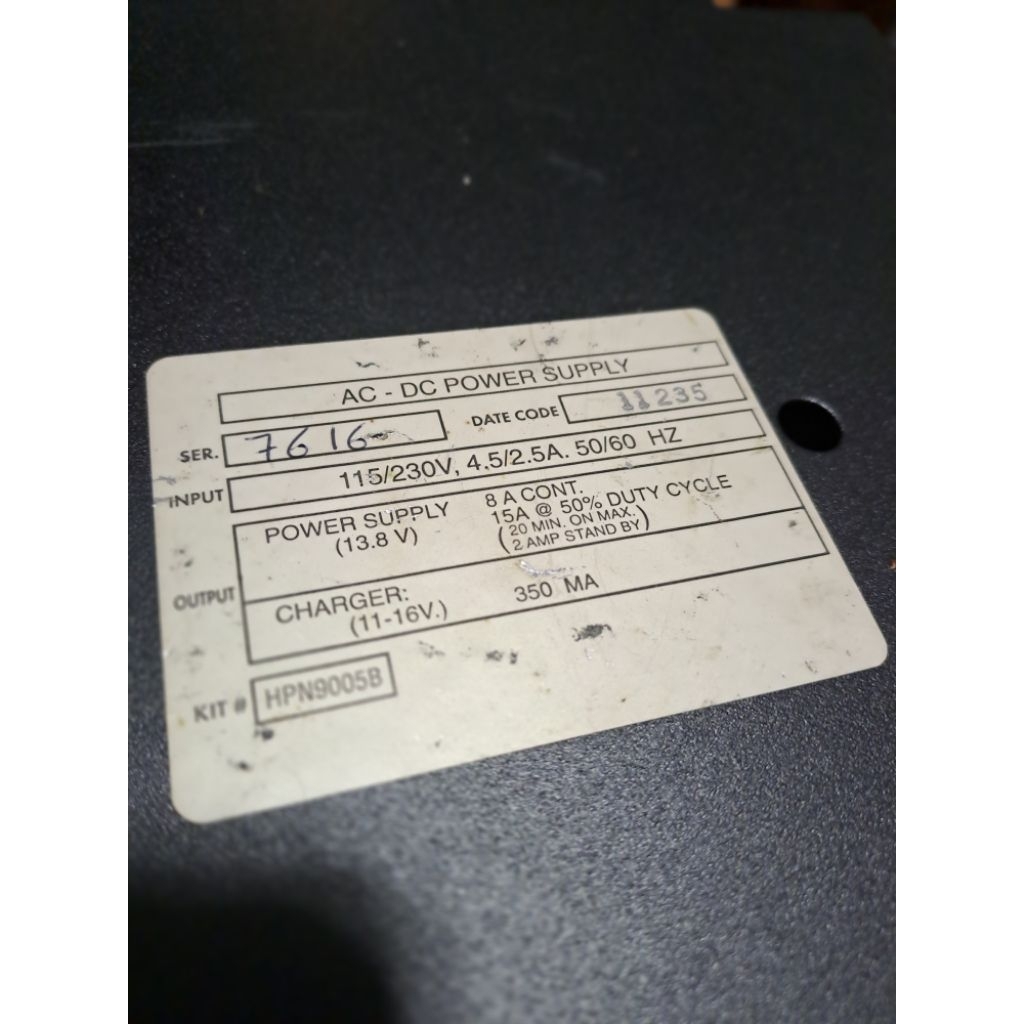 AC - DC POWER SUPPLY
SER. 7616 DATE CODE 11235
INPUT 115/230V, 4.5/2.5A. 50/60 HZ
OUTPUT
POWER SUPPLY 8 A CONT.
(13.8 V) 15A @ 50% DUTY CYCLE
(20 MIN. ON MAX.
2 AMP STAND BY)
CHARGER: 350 MA
(11-16V.)
KIT # HPN9005B